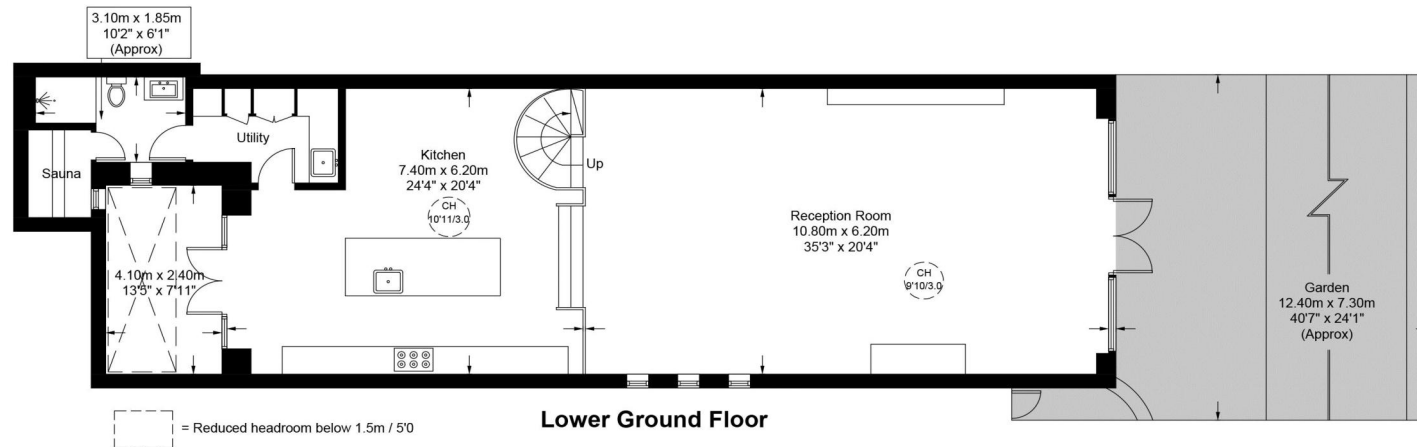 3.10m x 1.85m
10'2" x 6'1"
(Approx)
Utility
Sauna
Kitchen
7.40m x 6.20m
24'4" x 20'4"
CH
10'11/3.0
Up
Reception Room
10.80m x 6.20m
35'3" x 20'4"
CH
9'10/3.0
4.10m x 2.40m
13'5" x 7'11"
Garden
12.40m x 7.30m
40'7" x 24'1"
(Approx)
= Reduced headroom below 1.5m / 5'0
Lower Ground Floor